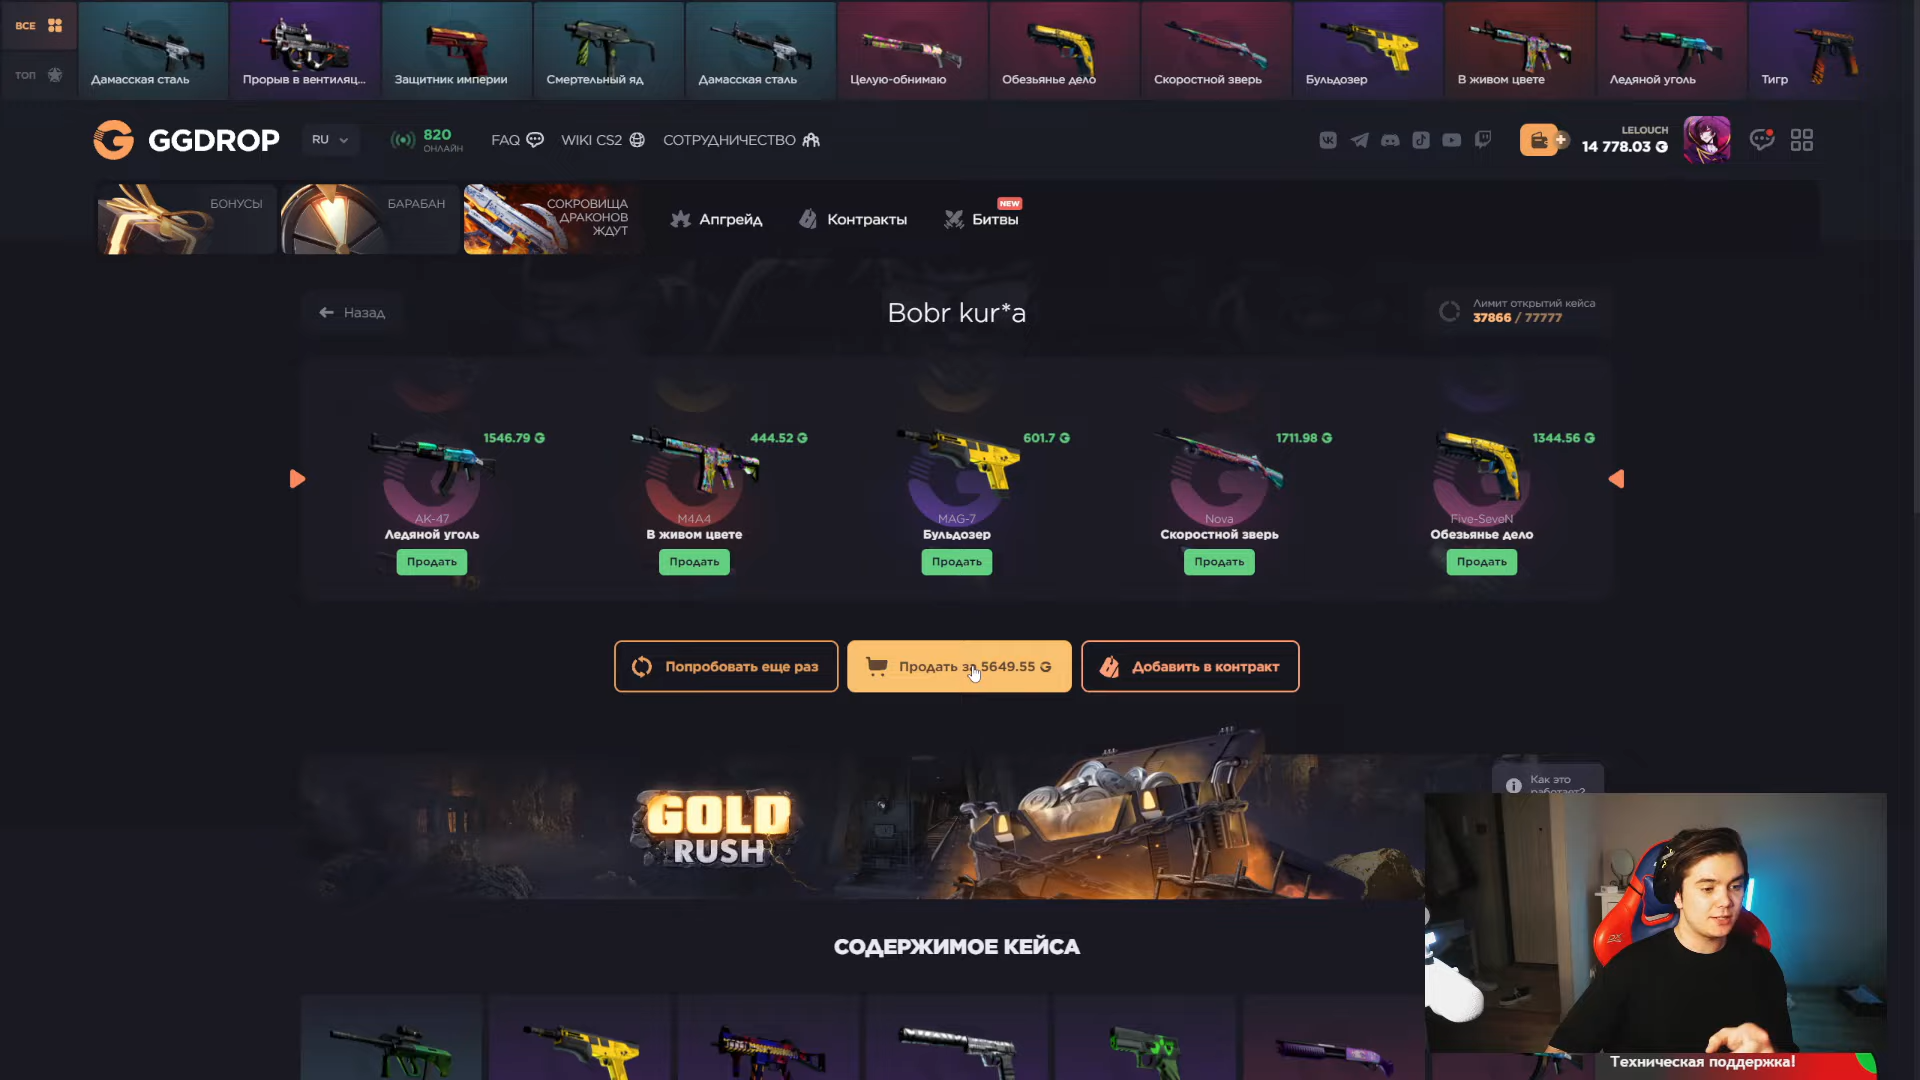 ВСЕ
ТОП
Дамасская сталь
Прорыв в вентиляц...
Защитник империи
Смертельный яд
Дамасская сталь
Целую-обнимаю
Обезьянье дело
Скоростной зверь
Бульдозер
В живом цвете
Ледяной уголь
Тигр
GGDROP
RU
820
ОНЛАЙН
FAQ
WIKI CS2
СОТРУДНИЧЕСТВО
LELOUCH
14 778.03
БОНУСЫ
БАРАБАН
СОКРОВИЩА
ДРАКОНОВ
ЖДУТ
Апгрейд
Контракты
Битвы
NEW
Назад
Bobr kur*a
Лимит открытий кейса
37866 / 77777
1546.79
444.52
601.7
1711.98
1344.56
AK-47
M4A4
MAG-7
Nova
Five-SeveN
Ледяной уголь
В живом цвете
Бульдозер
Скоростной зверь
Обезьянье дело
Продать
Продать
Продать
Продать
Продать
Попробовать еще раз
Продать за 5649.55
Добавить в контракт
GOLD
RUSH
Как это
работает?
СОДЕРЖИМОЕ КЕЙСА
Техническая поддержка!